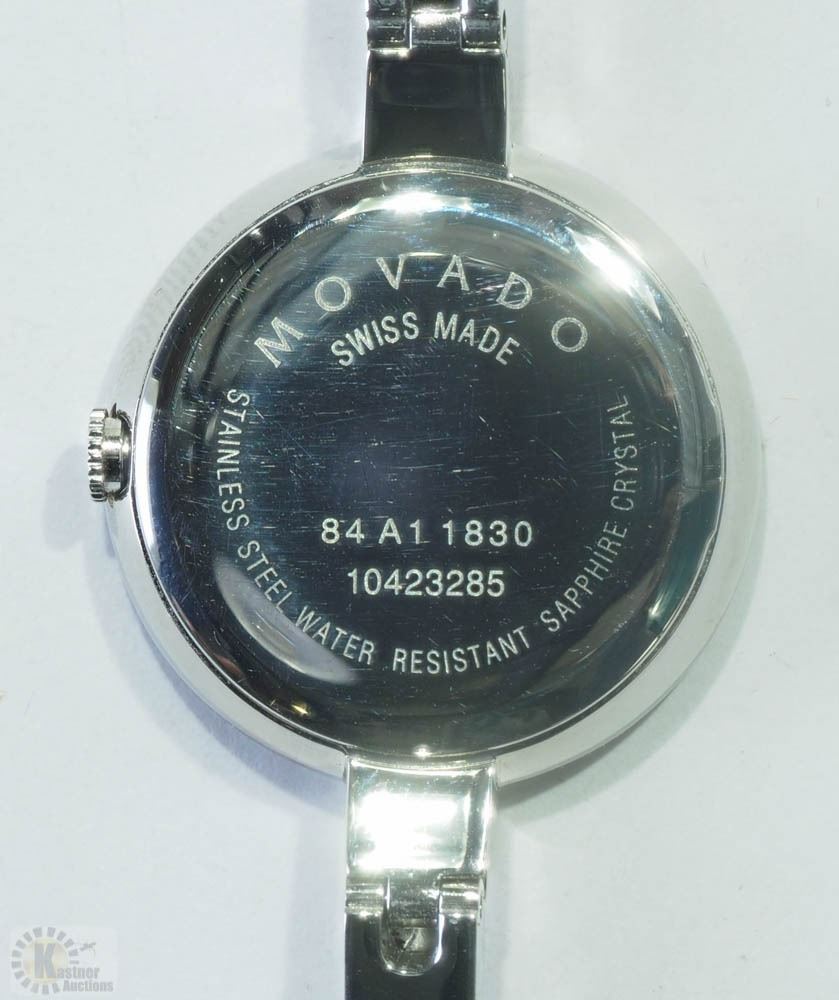 MOVADO
SWISS MADE
84 A1 1830
10423285
STAINLESS STEEL WATER RESISTANT SAPPHIRE CRYSTAL
Kastner
Auctions